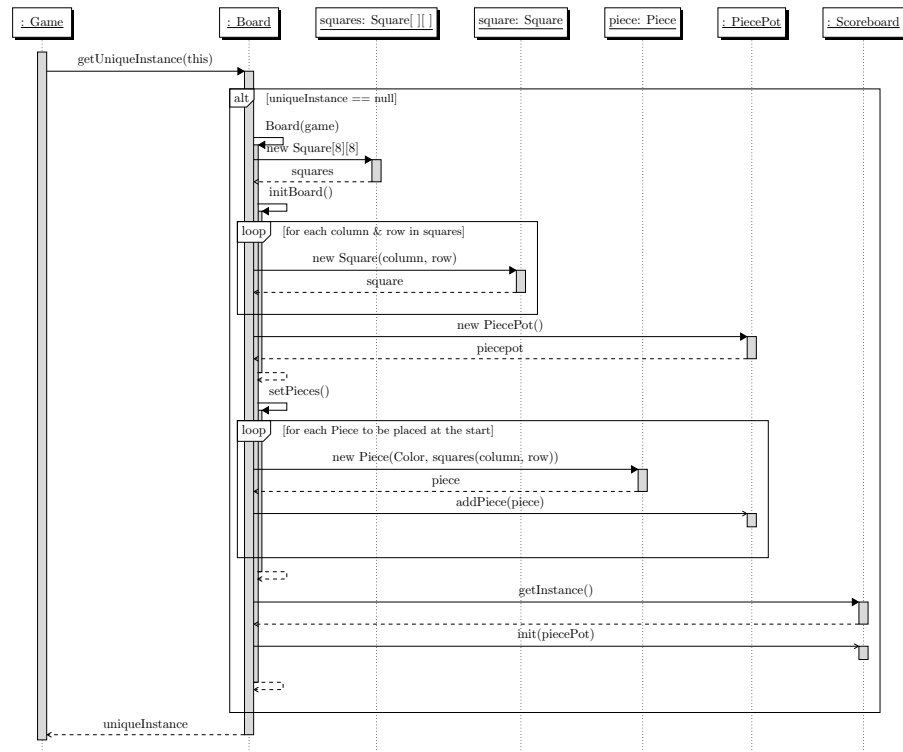 : Game
: Board
squares: Square[ ][ ]
square: Square
piece: Piece
: PiecePot
: Scoreboard
getUniqueInstance(this)
alt
[uniqueInstance == null]
Board(game)
new Square[8][8]
squares
initBoard()
loop
[for each column & row in squares]
new Square(column, row)
square
new PiecePot()
piecepot
setPieces()
loop
[for each Piece to be placed at the start]
new Piece(Color, squares(column, row))
piece
addPiece(piece)
getInstance()
init(piecePot)
uniqueInstance